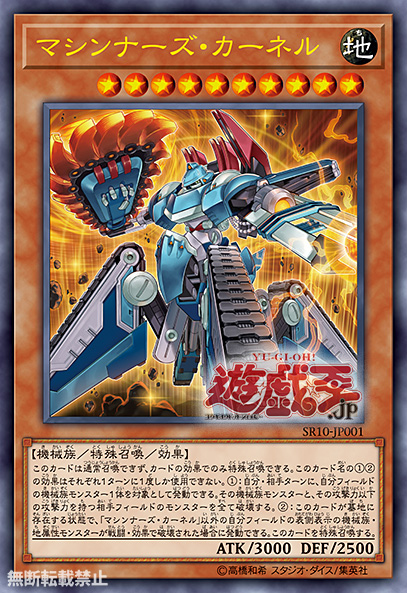 マシンナーズ・カーネル
地
YU-GI-OH!
遊戯王
.JP
SR10-JP001
【機械族／特殊召喚／効果】
このカードは通常召喚できず、カードの効果でのみ特殊召喚できる。このカード名の①②
の効果はそれぞれ1ターンに1度しか使用できない。①:自分・相手ターンに、自分フィールド
の機械族モンスター1体を対象として発動できる。その機械族モンスターと、その攻撃力以下
の攻撃力を持つ相手フィールドのモンスターを全て破壊する。②:このカードが墓地に
存在する状態で、「マシンナーズ・カーネル」以外の自分フィールドの表側表示の機械族・
地属性モンスターが戦闘・効果で破壊された場合に発動できる。このカードを特殊召喚する。
ATK/3000 DEF/2500
無断転載禁止
©高橋和希 スタジオ・ダイス/集英社